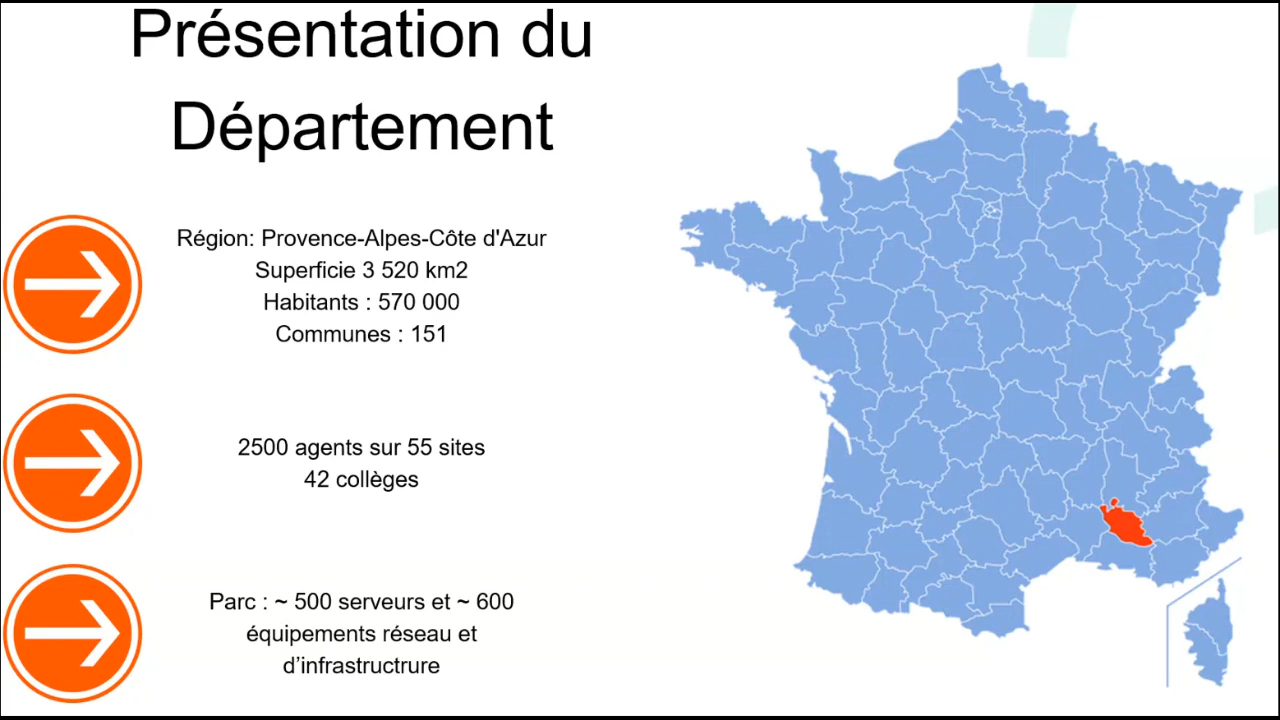 Présentation du
Département
Région: Provence-Alpes-Côte d'Azur
Superficie 3 520 km2
Habitants : 570 000
Communes : 151
2500 agents sur 55 sites
42 collèges
Parc : ~ 500 serveurs et ~ 600
équipements réseau et
d’infrastructrure